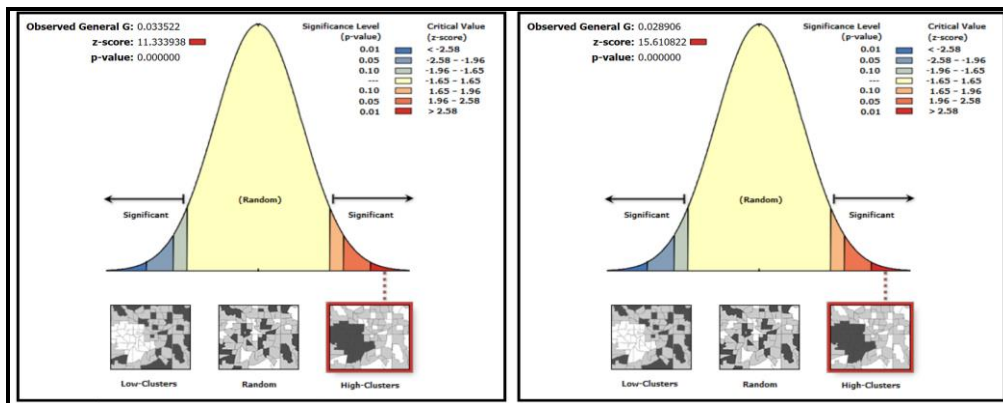 Observed General G: 0.033522
z-score: 11.333938
p-value: 0.000000
Significance Level
(p-value)
Critical Value
(z-score)
0.01 < -2.58
0.05 -2.58 – -1.96
0.10 -1.96 – -1.65
--- -1.65 – 1.65
0.10 1.65 – 1.96
0.05 1.96 – 2.58
0.01 > 2.58
Significant
(Random)
Significant
Low-Clusters
Random
High-Clusters
Observed General G: 0.028906
z-score: 15.610822
p-value: 0.000000
Significance Level
(p-value)
Critical Value
(z-score)
0.01 < -2.58
0.05 -2.58 – -1.96
0.10 -1.96 – -1.65
--- -1.65 – 1.65
0.10 1.65 – 1.96
0.05 1.96 – 2.58
0.01 > 2.58
Significant
(Random)
Significant
Low-Clusters
Random
High-Clusters